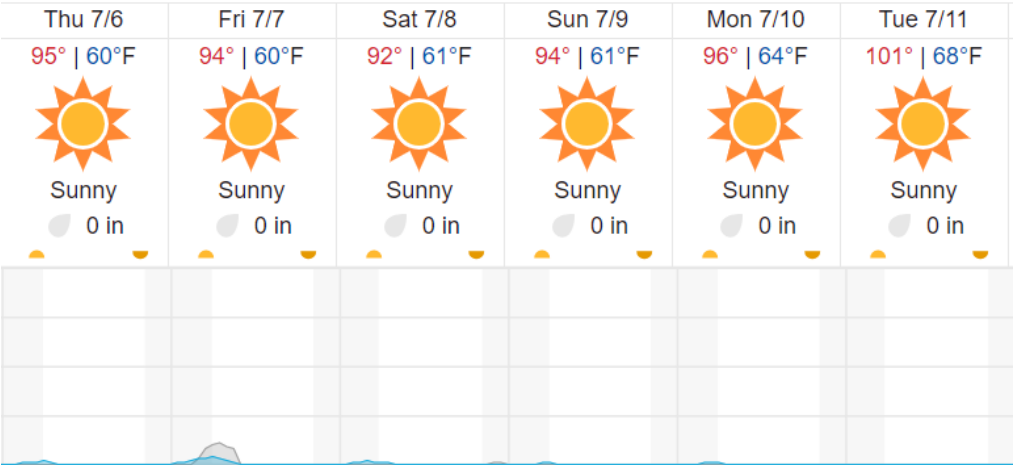 Thu 7/6 Fri 7/7 Sat 7/8 Sun 7/9 Mon 7/10 Tue 7/11
95° | 60°F 94° | 60°F 92° | 61°F 94° | 61°F 96° | 64°F 101° | 68°F
Sunny Sunny Sunny Sunny Sunny Sunny
0 in 0 in 0 in 0 in 0 in 0 in